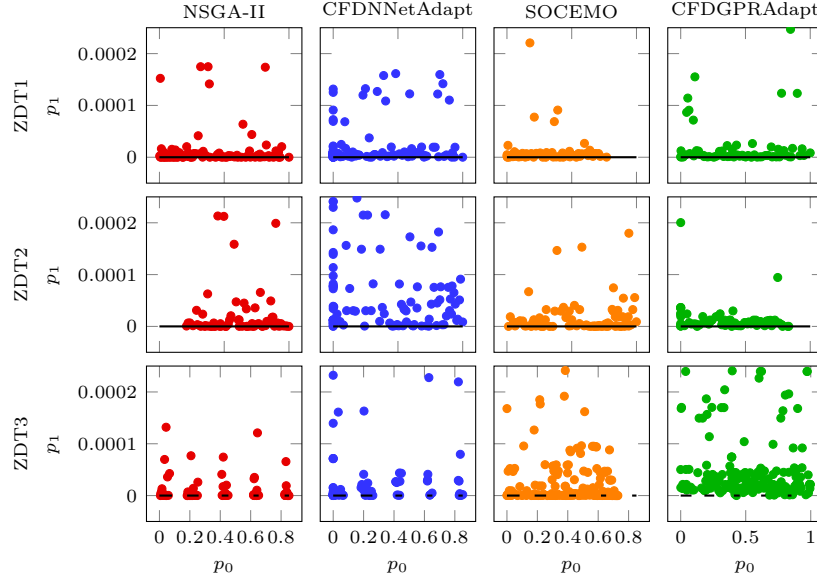 NSGA-II CFDNNetAdapt SOCEMO CFDGPRAdapt
ZDT1
p₁
0.0002
0.0001
0
ZDT2
p₁
0.0002
0.0001
0
ZDT3
p₁
0.0002
0.0001
0
0 0.2 0.4 0.6 0.8 0 0.2 0.4 0.6 0.8 0 0.2 0.4 0.6 0.8 0 0.5 1
p₀ p₀ p₀ p₀